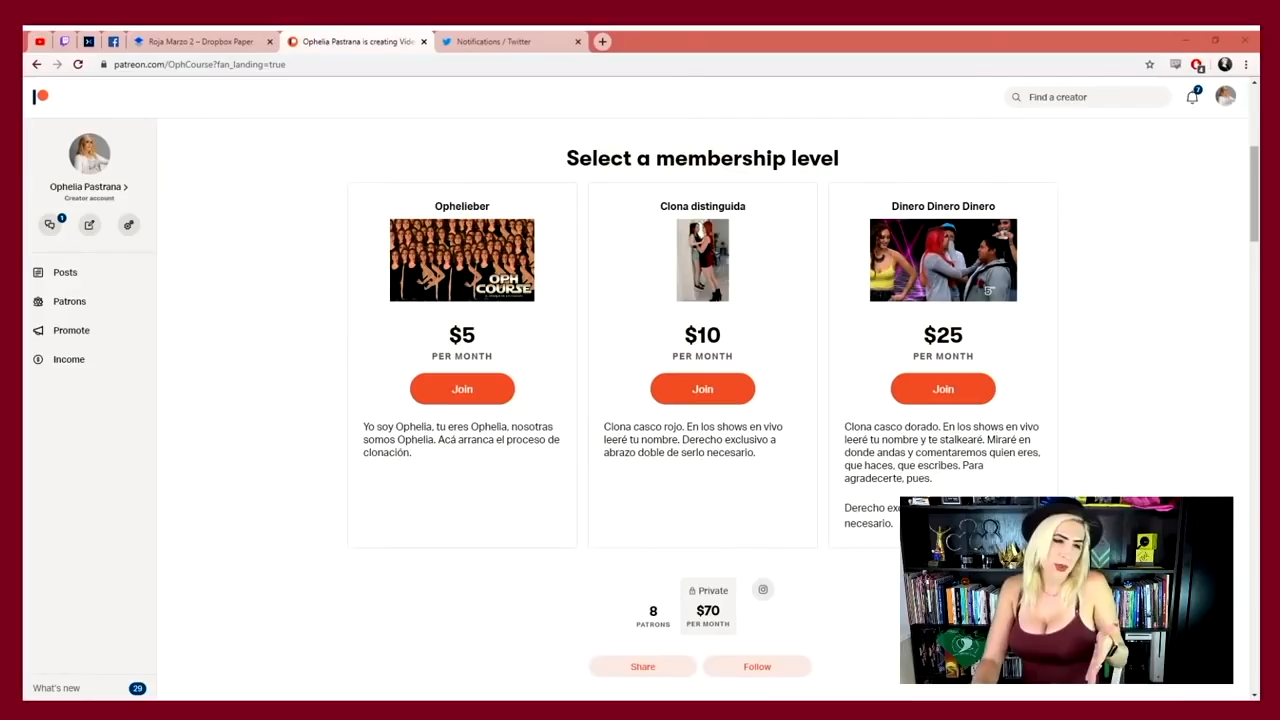 Roja Marzo 2 – Dropbox Paper
Ophelia Pastrana is creating Vide
Notifications / Twitter
patreon.com/OphCourse?fan_landing=true
Find a creator
7
Ophelia Pastrana
Creator account
1
Posts
Patrons
Promote
Income
What's new
29
Select a membership level
Ophelieber
OPH
COURSE
$5
PER MONTH
Join
Yo soy Ophelia, tu eres Ophelia, nosotras
somos Ophelia. Acá arranca el proceso de
clonación.
Clona distinguida
$10
PER MONTH
Join
Clona casco rojo. En los shows en vivo
leeré tu nombre. Derecho exclusivo a
abrazo doble de serlo necesario.
Dinero Dinero Dinero
$25
PER MONTH
Join
Clona casco dorado. En los shows en vivo
leeré tu nombre y te stalkearé. Miraré en
donde andas y comentaremos quien eres,
que haces, que escribes. Para
agradecerte, pues.
Derecho
necesario.
8
PATRONS
Private
$70
PER MONTH
Share
Follow